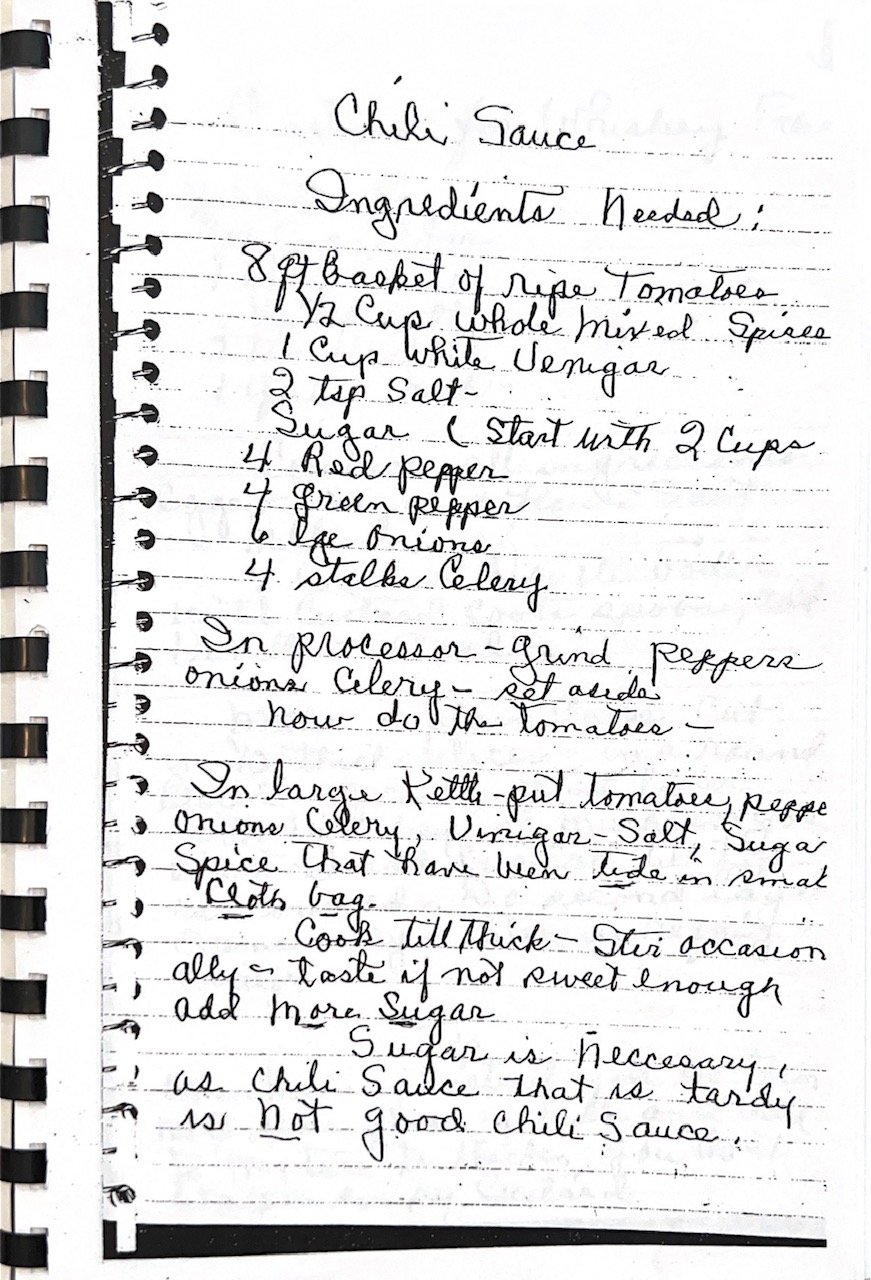 Chili Sauce
Ingredients Needed:
8 qt Basket of ripe Tomatoes
1/2 Cup whole mixed Spices
1 Cup white Venigar
2 tsp Salt-
Sugar ( Start with 2 Cups
4 Red pepper
4 green pepper
6 lge onions
4 stalks Celery
In processor - grind peppers
onions Celery - set aside
now do the tomatoes -
In large Kettle - put tomatoes, peppe
onions Celery, Vinigar - Salt, Suga
Spice that have been tide in small
Cloth bag.
Cook till thick - Stir occasion
ally - taste if not sweet enough
add more Sugar
Sugar is neccesary,
as Chili Sauce that is tardy
is not good Chili Sauce.